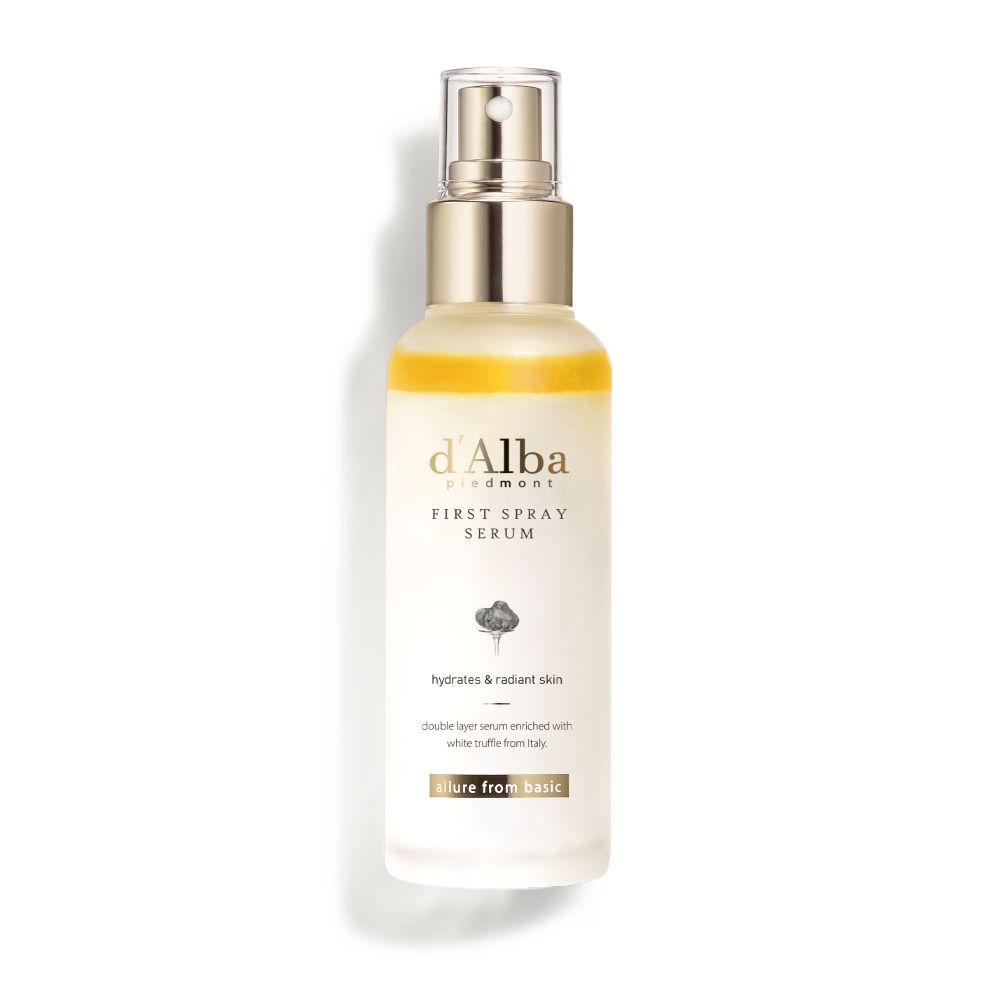 d'Alba
piedmont
FIRST SPRAY
SERUM
hydrates & radiant skin
double layer serum enriched with
white truffle from Italy.
allure from basic